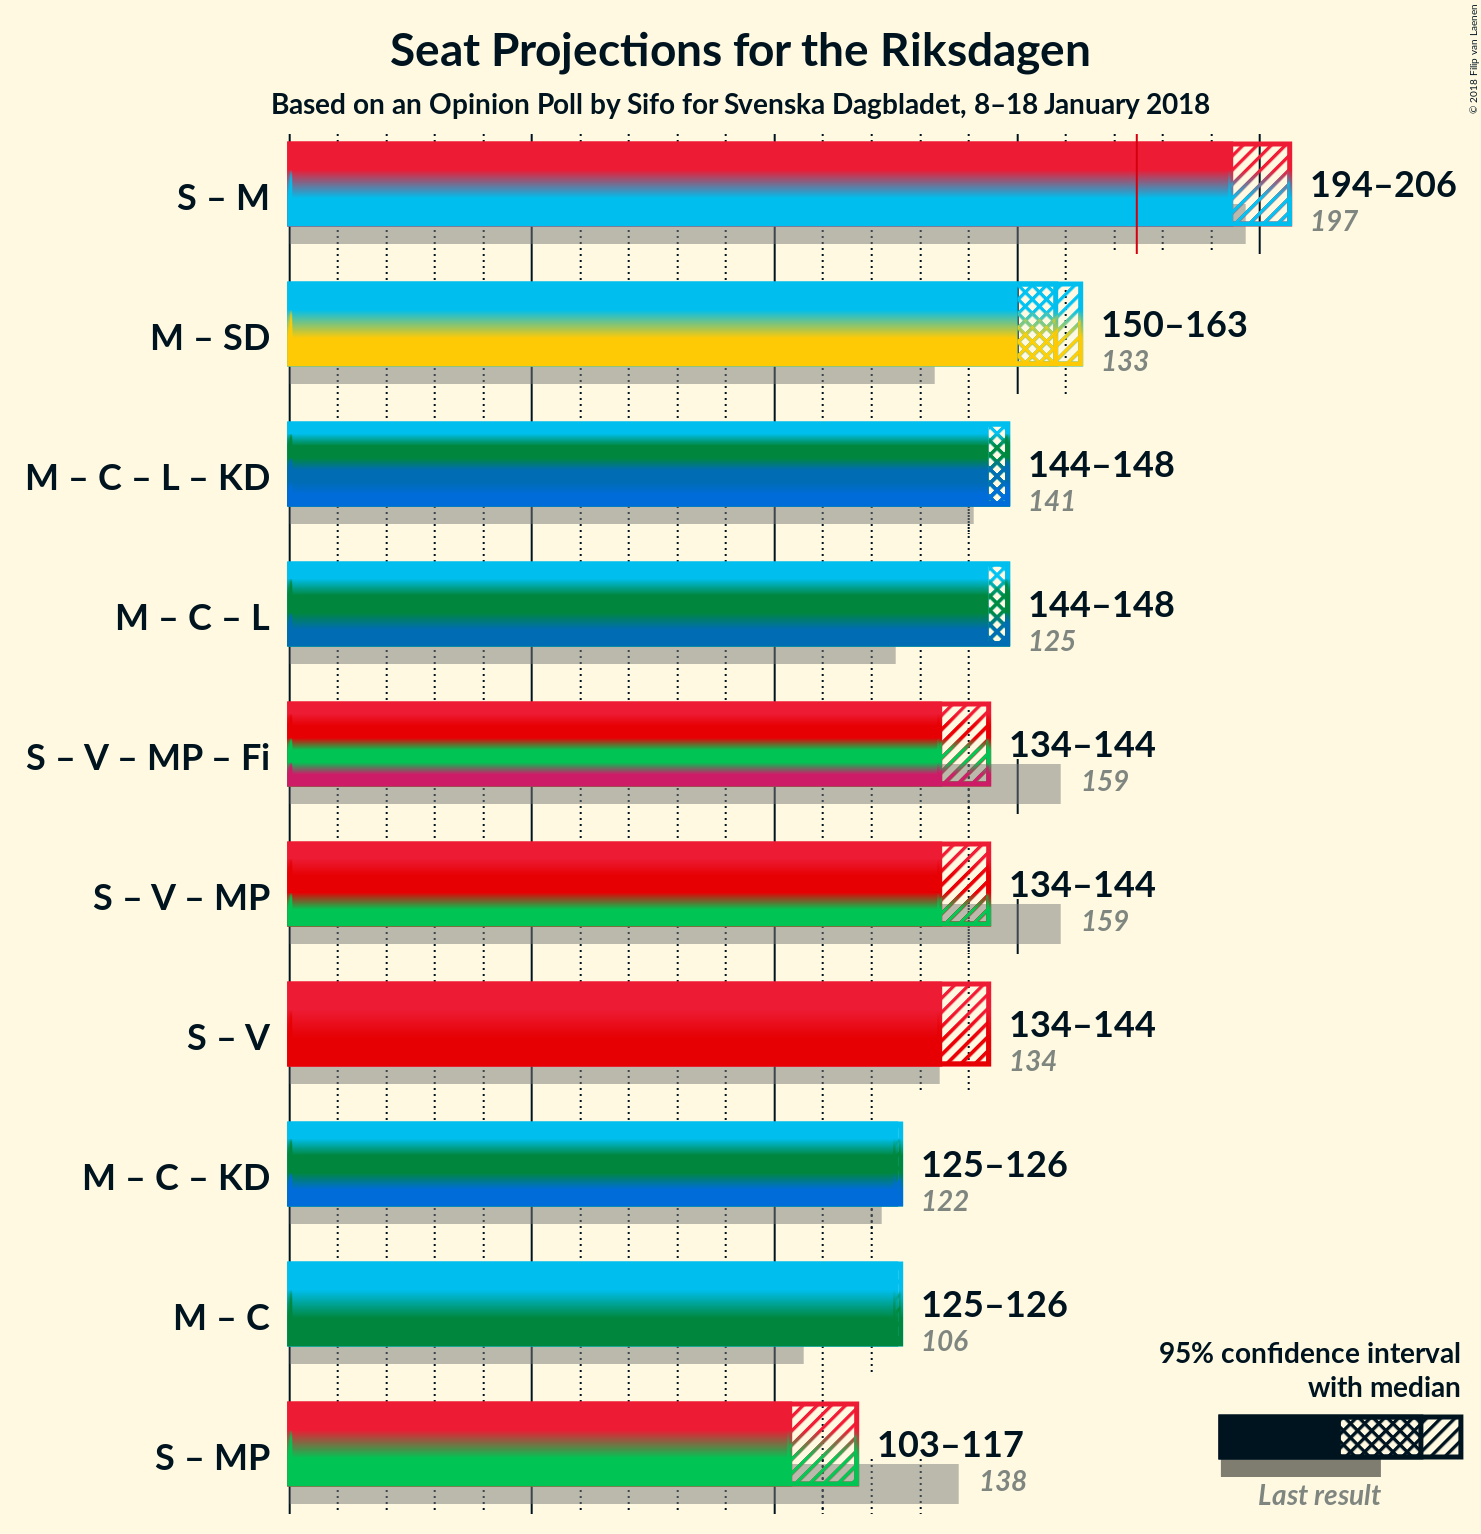 Seat Projections for the Riksdagen
Based on an Opinion Poll by Sifo for Svenska Dagbladet, 8–18 January 2018
© 2018 Filip van Laenen
S – M
194–206
197
M – SD
150–163
133
M – C – L – KD
144–148
141
M – C – L
144–148
125
S – V – MP – Fi
134–144
159
S – V – MP
134–144
159
S – V
134–144
134
M – C – KD
125–126
122
M – C
125–126
106
S – MP
103–117
138
95% confidence interval
with median
Last result